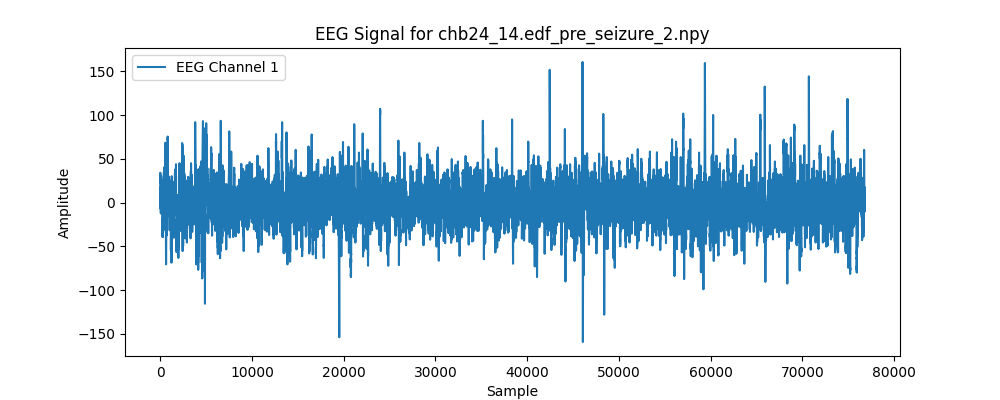 EEG Signal for chb24_14.edf_pre_seizure_2.npy
EEG Channel 1
150
100
50
0
−50
−100
−150
Amplitude
0 10000 20000 30000 40000 50000 60000 70000 80000
Sample